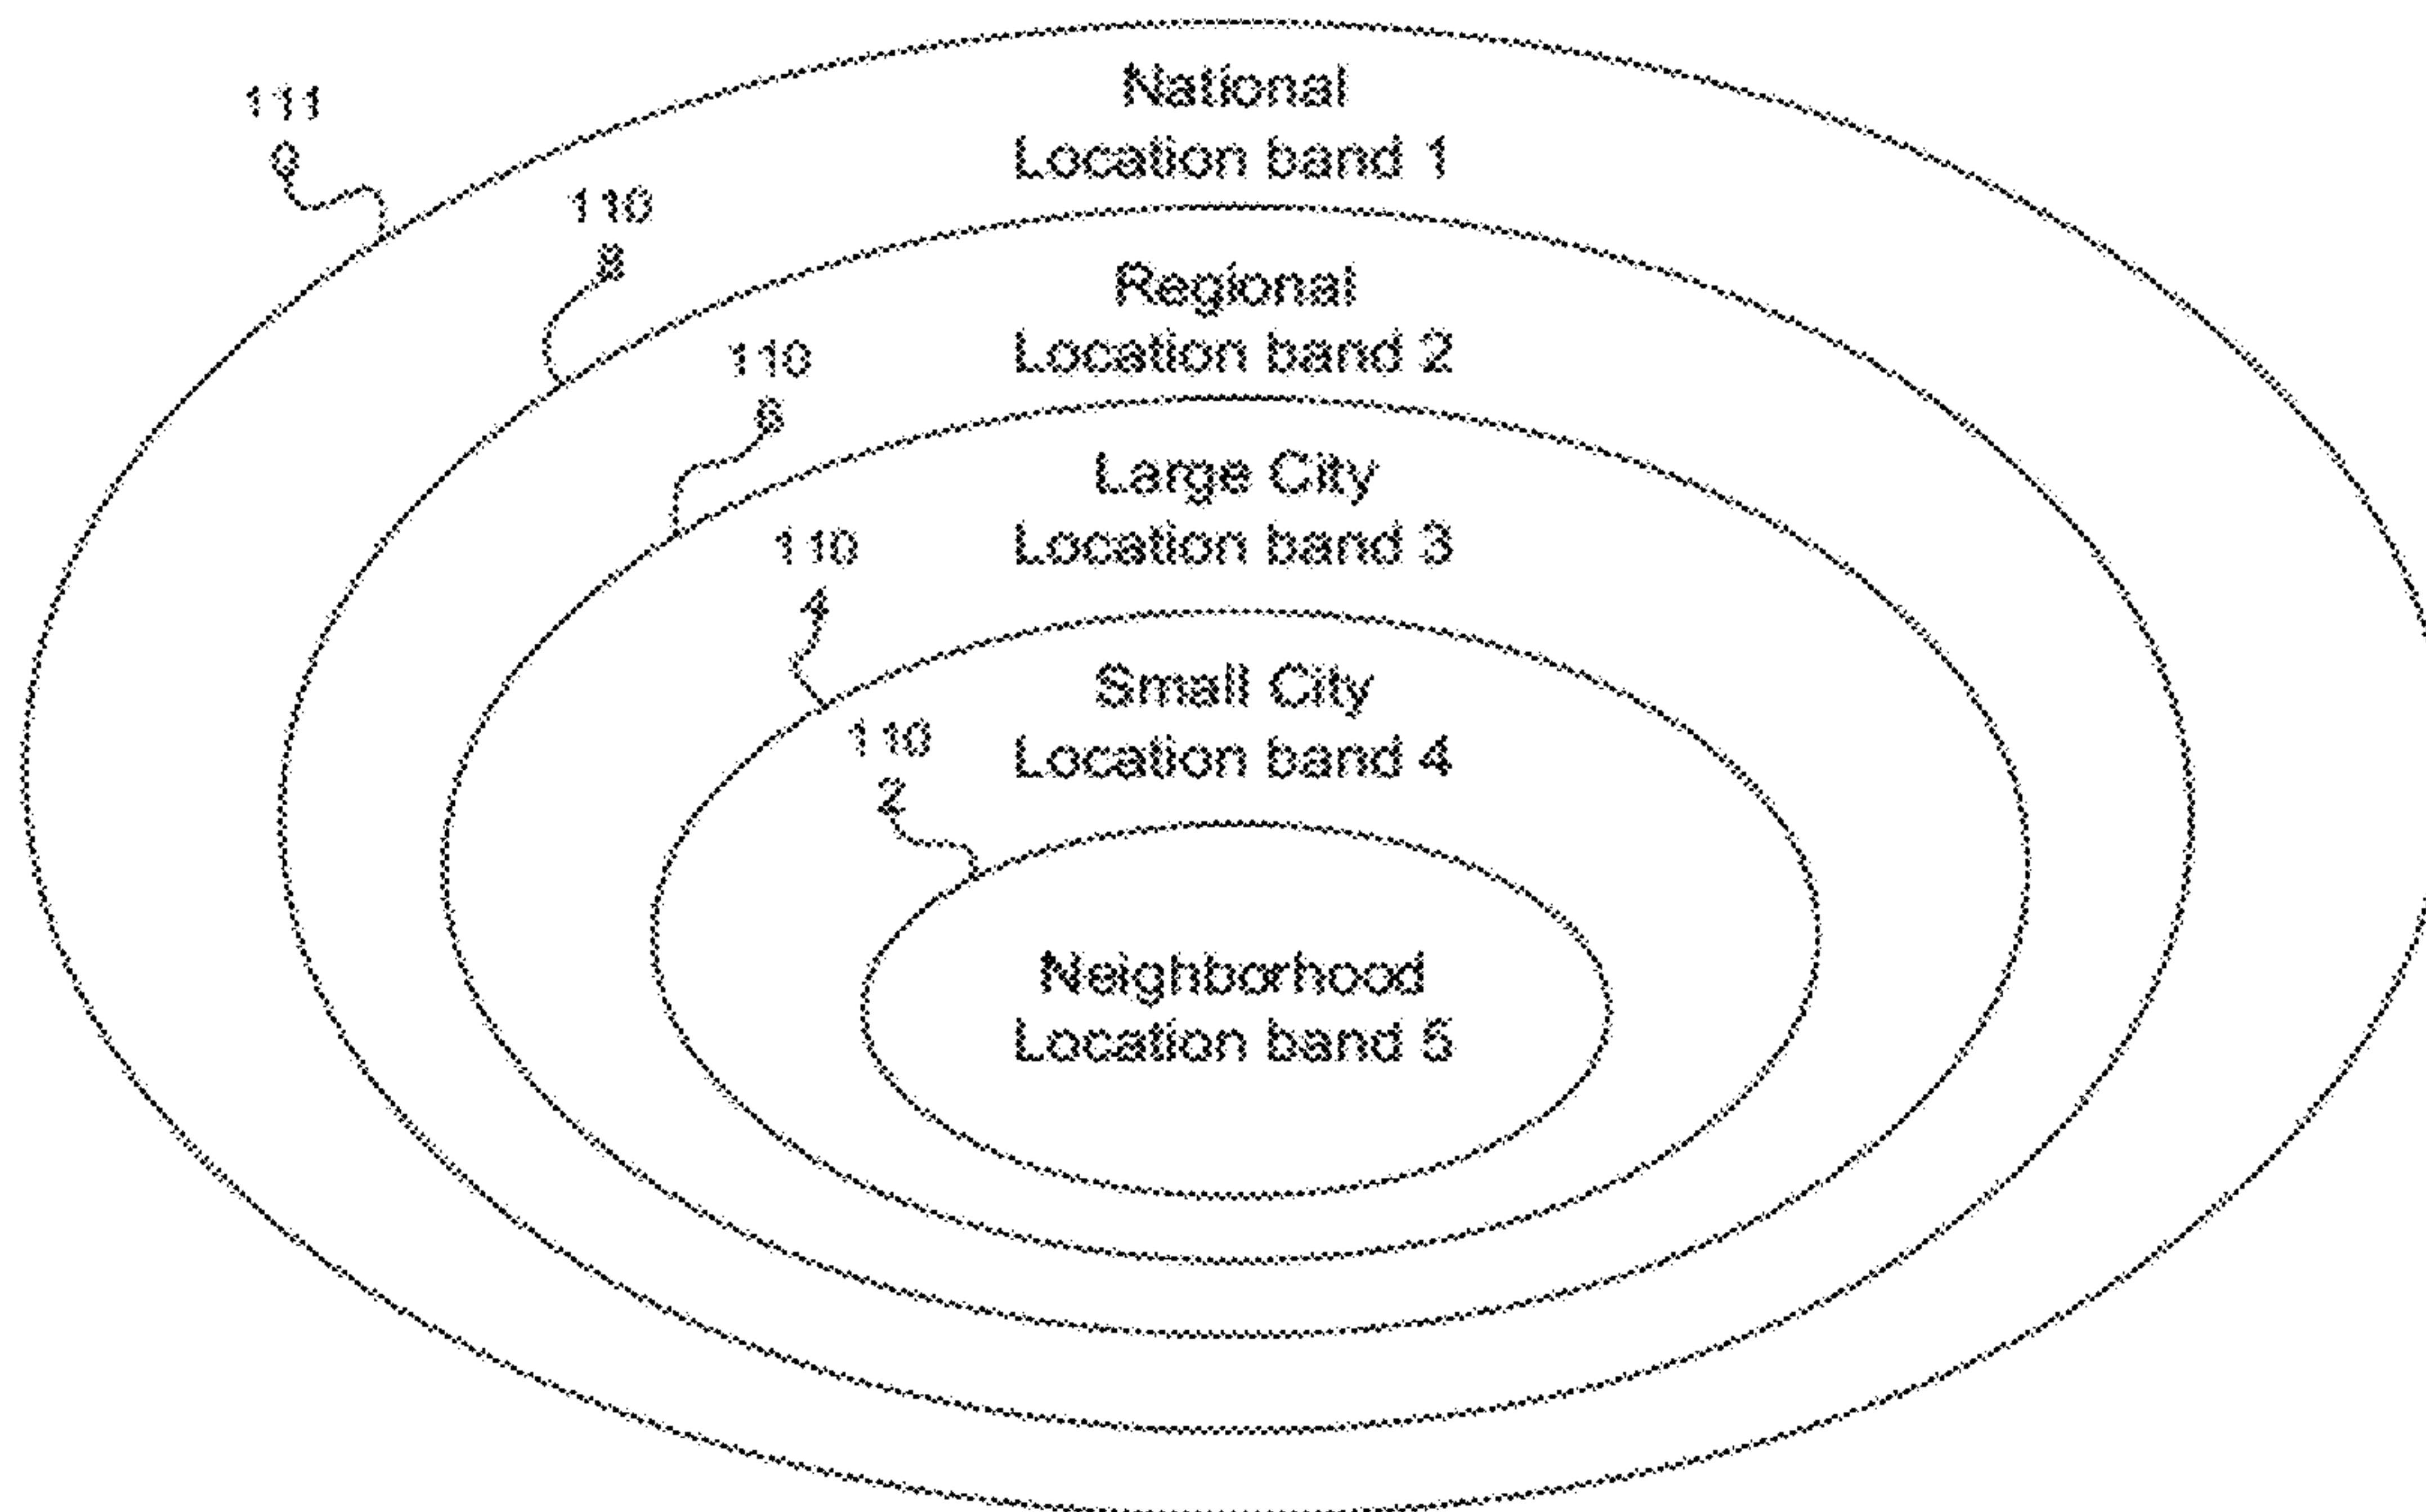 National
Location band 1
111
0
110
8
Regional
Location band 2
110
6
Large City
Location band 3
110
4
Small City
Location band 4
110
2
Neighborhood
Location band 5